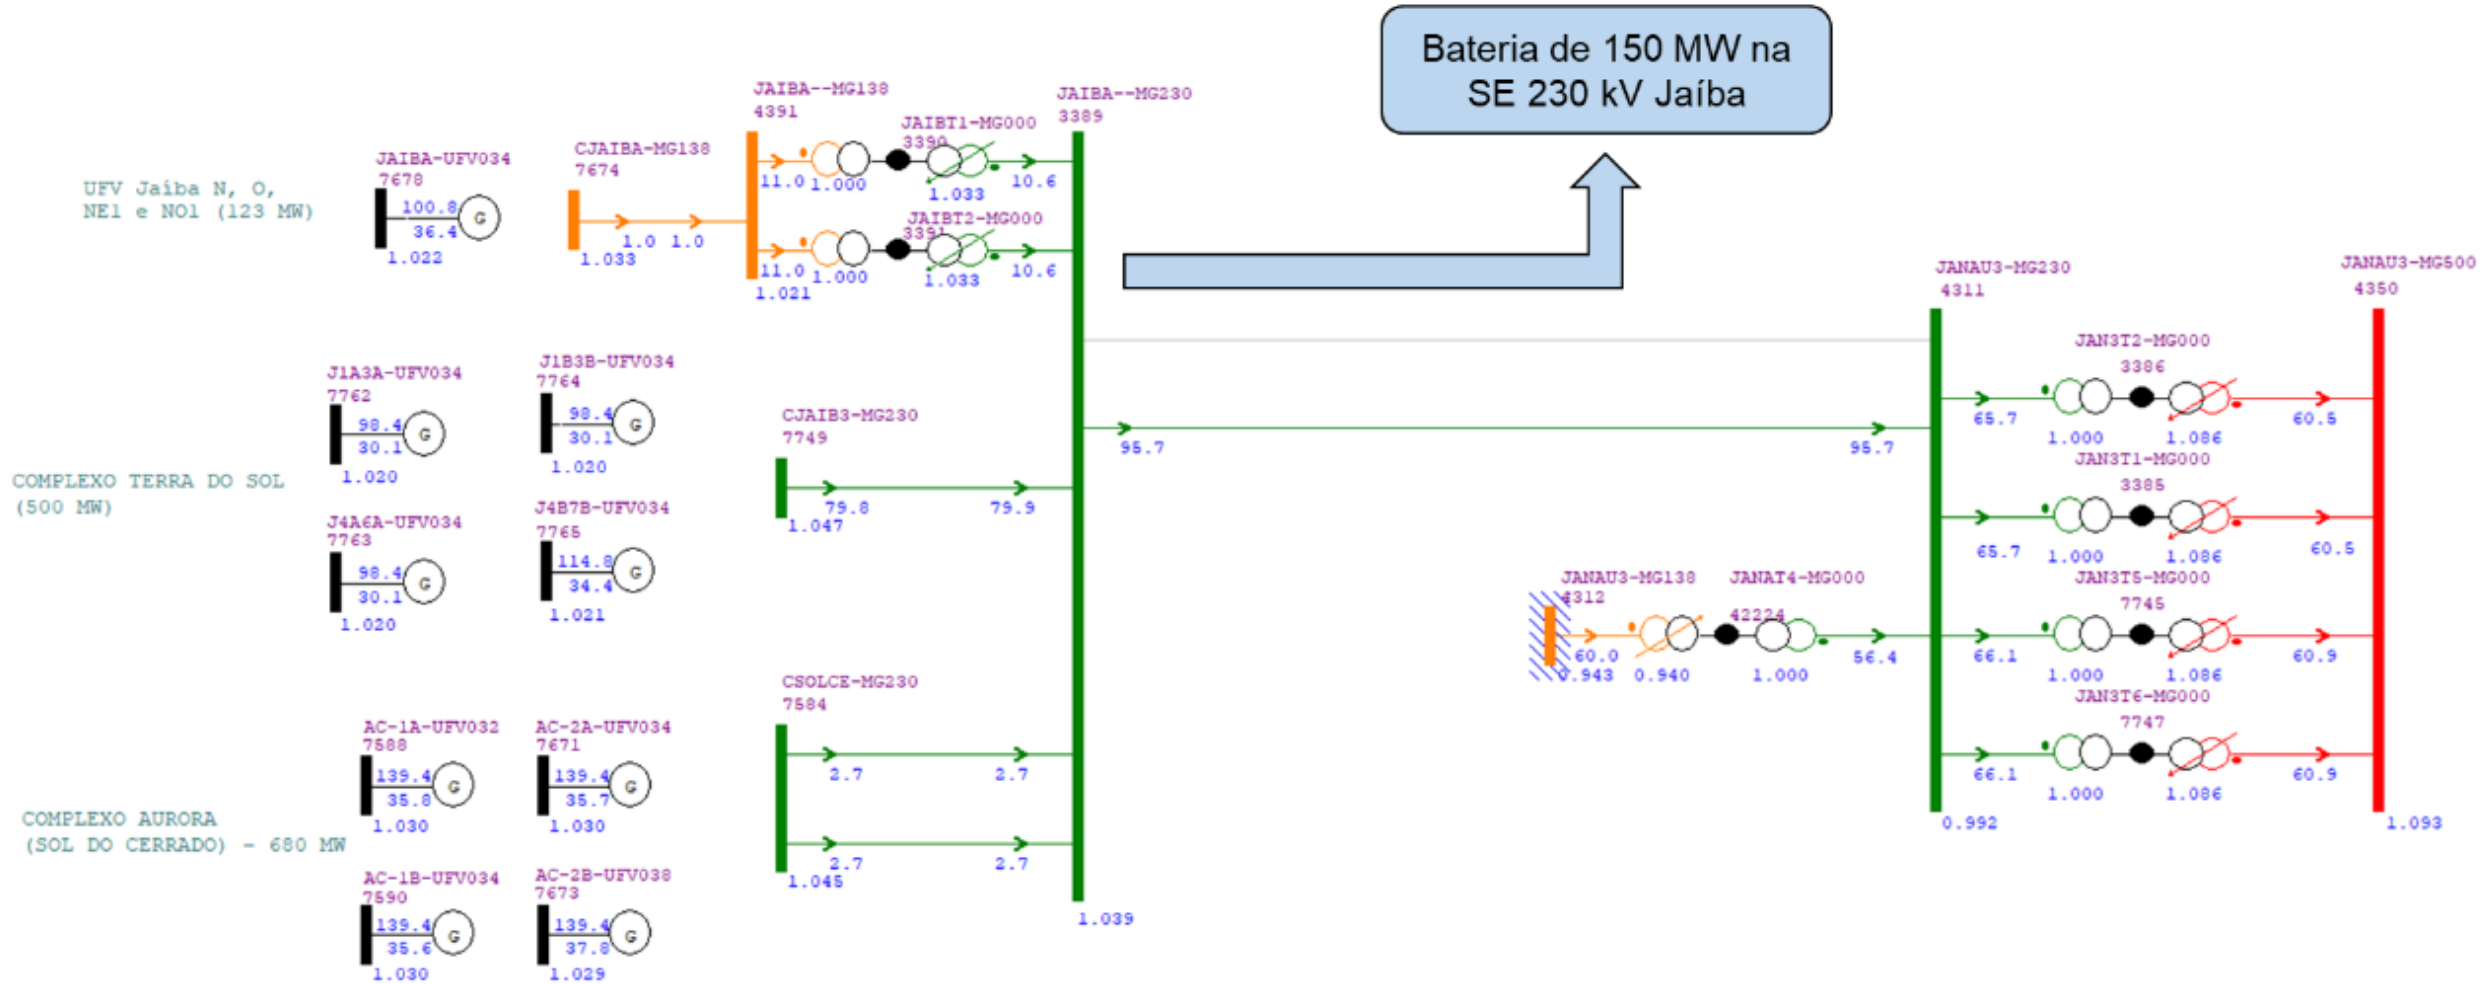 Bateria de 150 MW na
SE 230 kV Jaíba
UFV Jaíba N, O,
NE1 e NO1 (123 MW)
JAIBA-UFV034
7678
100.8
36.4
G
1.022
CJAIBA-MG138
7674
1.0 1.0
1.033
JAIBA--MG138
4391
11.0
1.000
11.0
1.000
1.021
JAIBT1-MG000
3390
1.033
10.6
JAIBT2-MG000
3391
1.033
10.6
JAIBA--MG230
3389
COMPLEXO TERRA DO SOL
(500 MW)
J1A3A-UFV034
7762
98.4
30.1
G
1.020
J1B3B-UFV034
7764
98.4
30.1
G
1.020
J4A6A-UFV034
7763
98.4
30.1
G
1.020
J4B7B-UFV034
7765
114.8
34.4
G
1.021
CJAIB3-MG230
7749
79.8
79.9
1.047
95.7
95.7
COMPLEXO AURORA
(SOL DO CERRADO) - 680 MW
AC-1A-UFV032
7588
139.4
35.8
G
1.030
AC-2A-UFV034
7671
139.4
35.7
G
1.030
AC-1B-UFV034
7590
139.4
35.6
G
1.030
AC-2B-UFV038
7673
139.4
37.8
G
1.029
CSOLCE-MG230
7584
2.7
2.7
2.7
2.7
1.045
1.039
JANAU3-MG138
4312
60.0
0.943
0.940
JANAT4-MG000
42224
1.000
56.4
JANAU3-MG230
4311
0.992
JAN3T2-MG000
3386
65.7
1.000
1.086
60.5
JAN3T1-MG000
3385
65.7
1.000
1.086
60.5
JAN3T5-MG000
7745
66.1
1.000
1.086
60.9
JAN3T6-MG000
7747
66.1
1.000
1.086
60.9
JANAU3-MG500
4350
1.093